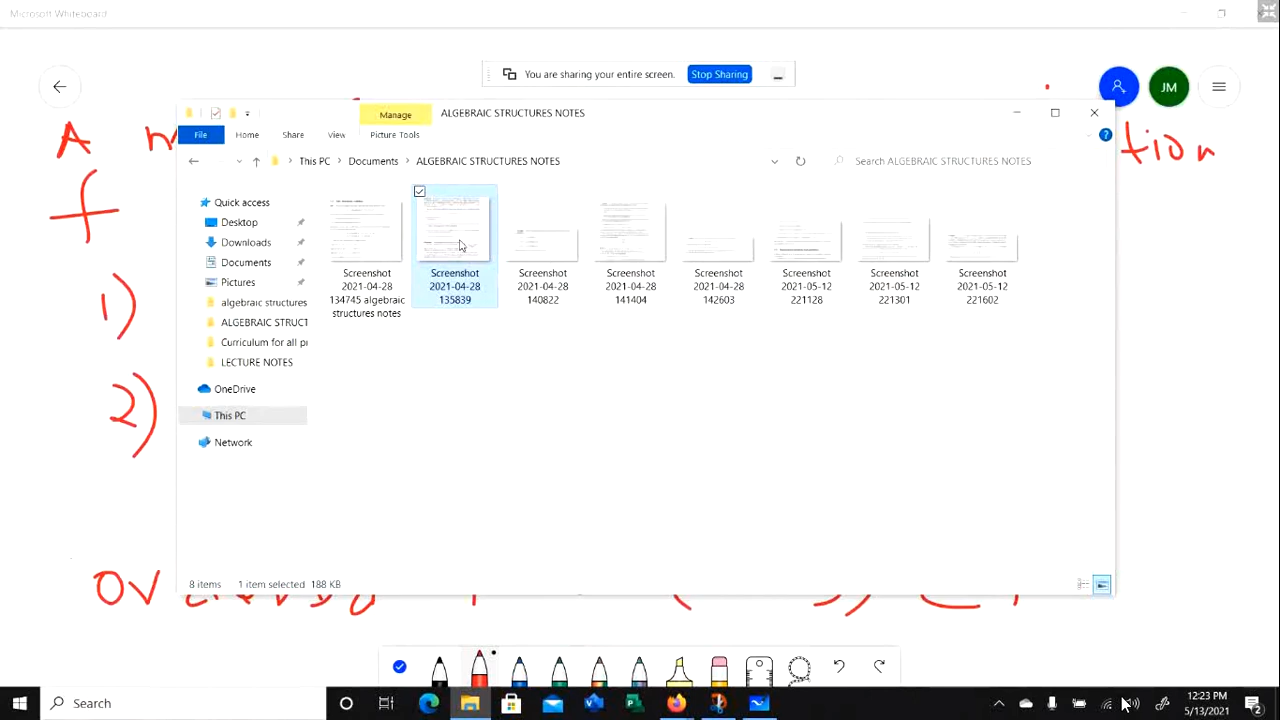 Microsoft Whiteboard
You are sharing your entire screen. Stop Sharing
JM
A
tion
f
1)
2)
ov
Manage
ALGEBRAIC STRUCTURES NOTES
File
Home
Share
View
Picture Tools
This PC
Documents
ALGEBRAIC STRUCTURES NOTES
Search ALGEBRAIC STRUCTURES NOTES
Quick access
Desktop
Downloads
Documents
Pictures
algebraic structures
ALGEBRAIC STRUCT
Curriculum for all pr
LECTURE NOTES
OneDrive
This PC
Network
Screenshot
2021-04-28
134745 algebraic
structures notes
Screenshot
2021-04-28
135839
Screenshot
2021-04-28
140822
Screenshot
2021-04-28
141404
Screenshot
2021-04-28
142603
Screenshot
2021-05-12
221128
Screenshot
2021-05-12
221301
Screenshot
2021-05-12
221602
8 items 1 item selected 188 KB
Search
12:23 PM
5/13/2021
2